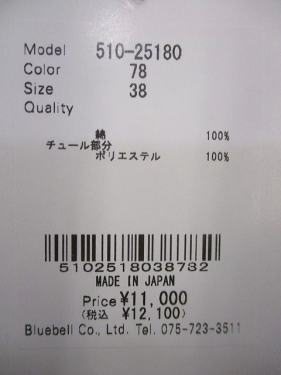 Model 510-25180
Color 78
Size 38
Quality
綿 100%
チュール部分
ポリエステル 100%
5102518038782
MADE IN JAPAN
Price ¥11,000
(税込 ¥12,100)
Bluebell Co., Ltd. Tel. 075-723-3511